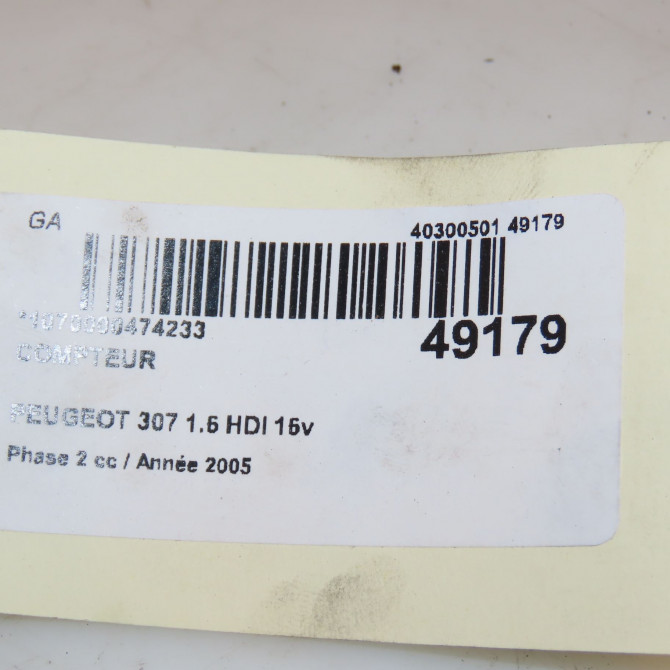 GA
40300501 49179
49179
COMPTEUR
PEUGEOT 307 1.6 HDI 16v
Phase 2 cc / Année 2005